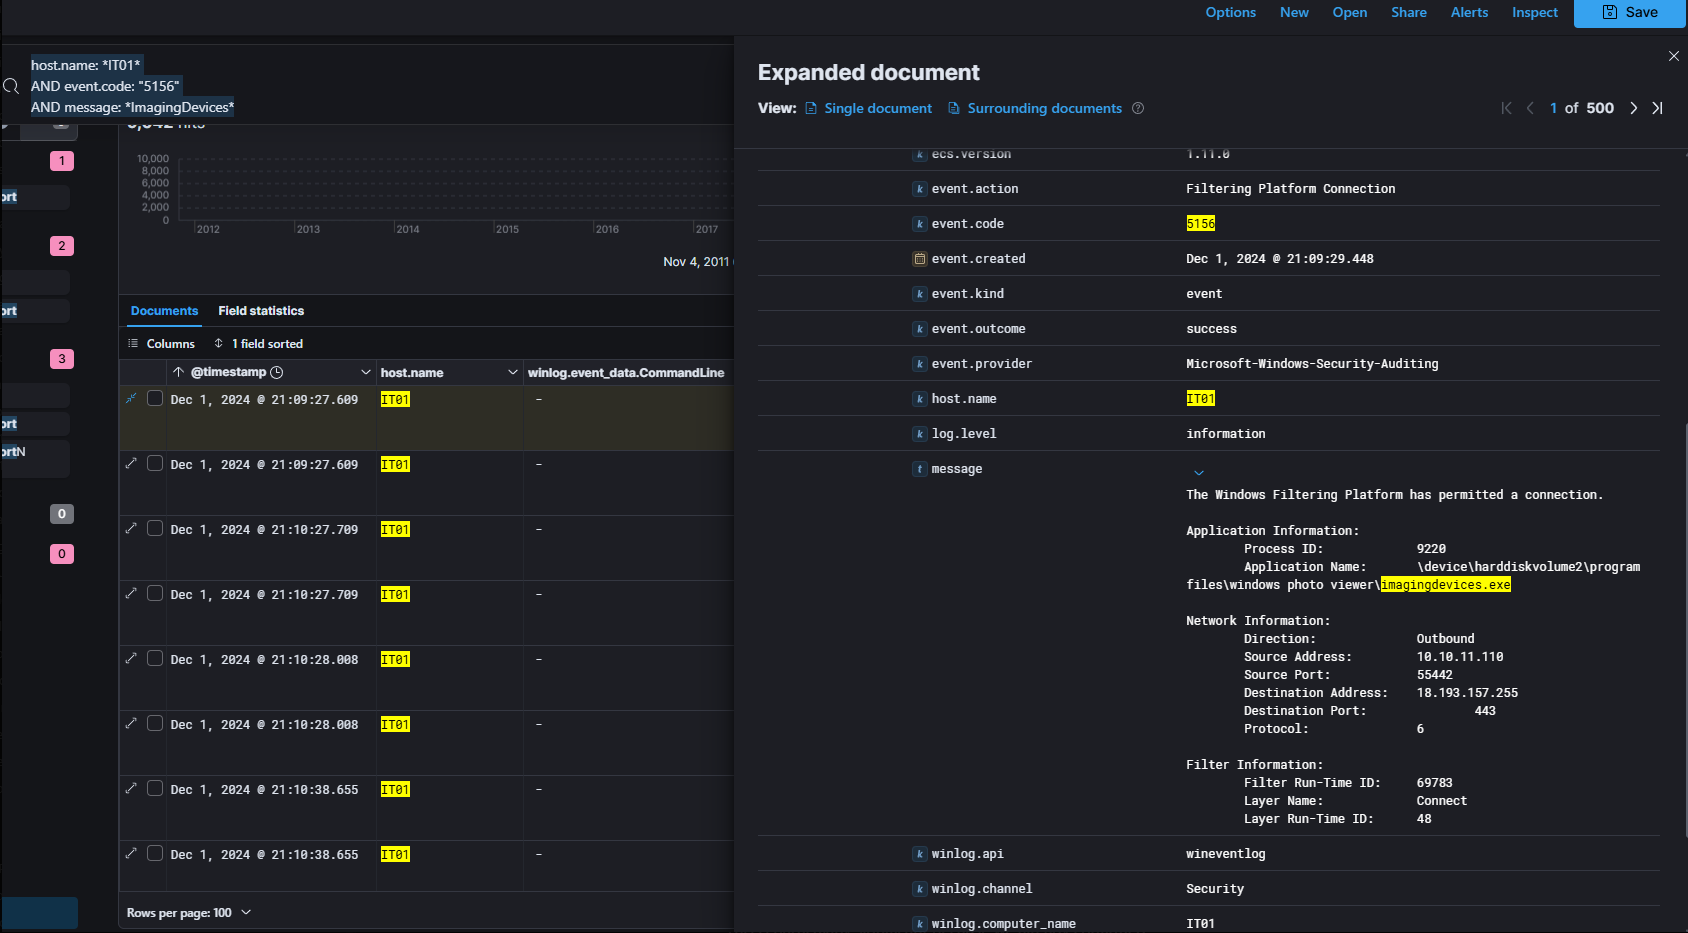 Options New Open Share Alerts Inspect Save
host.name: *IT01*
AND event.code: "5156"
AND message: *ImagingDevices*
1
ort
2
ort
3
ort
ortN
0
0
hits
10,000
8,000
6,000
4,000
2,000
0
2012 2013 2014 2015 2016 2017
Nov 4, 2011
Documents Field statistics
Columns 1 field sorted
@timestamp host.name winlog.event_data.CommandLine
Dec 1, 2024 @ 21:09:27.609 IT01 –
Dec 1, 2024 @ 21:09:27.609 IT01 –
Dec 1, 2024 @ 21:10:27.709 IT01 –
Dec 1, 2024 @ 21:10:27.709 IT01 –
Dec 1, 2024 @ 21:10:28.008 IT01 –
Dec 1, 2024 @ 21:10:28.008 IT01 –
Dec 1, 2024 @ 21:10:38.655 IT01 –
Dec 1, 2024 @ 21:10:38.655 IT01 –
Rows per page: 100
Expanded document
View: Single document Surrounding documents
1 of 500
k ecs.version 1.11.0
k event.action Filtering Platform Connection
k event.code 5156
event.created Dec 1, 2024 @ 21:09:29.448
k event.kind event
k event.outcome success
k event.provider Microsoft-Windows-Security-Auditing
k host.name IT01
k log.level information
t message
The Windows Filtering Platform has permitted a connection.
Application Information:
Process ID: 9220
Application Name: \device\harddiskvolume2\program
files\windows photo viewer\imagingdevices.exe
Network Information:
Direction: Outbound
Source Address: 10.10.11.110
Source Port: 55442
Destination Address: 18.193.157.255
Destination Port: 443
Protocol: 6
Filter Information:
Filter Run-Time ID: 69783
Layer Name: Connect
Layer Run-Time ID: 48
k winlog.api wineventlog
k winlog.channel Security
k winlog.computer_name IT01